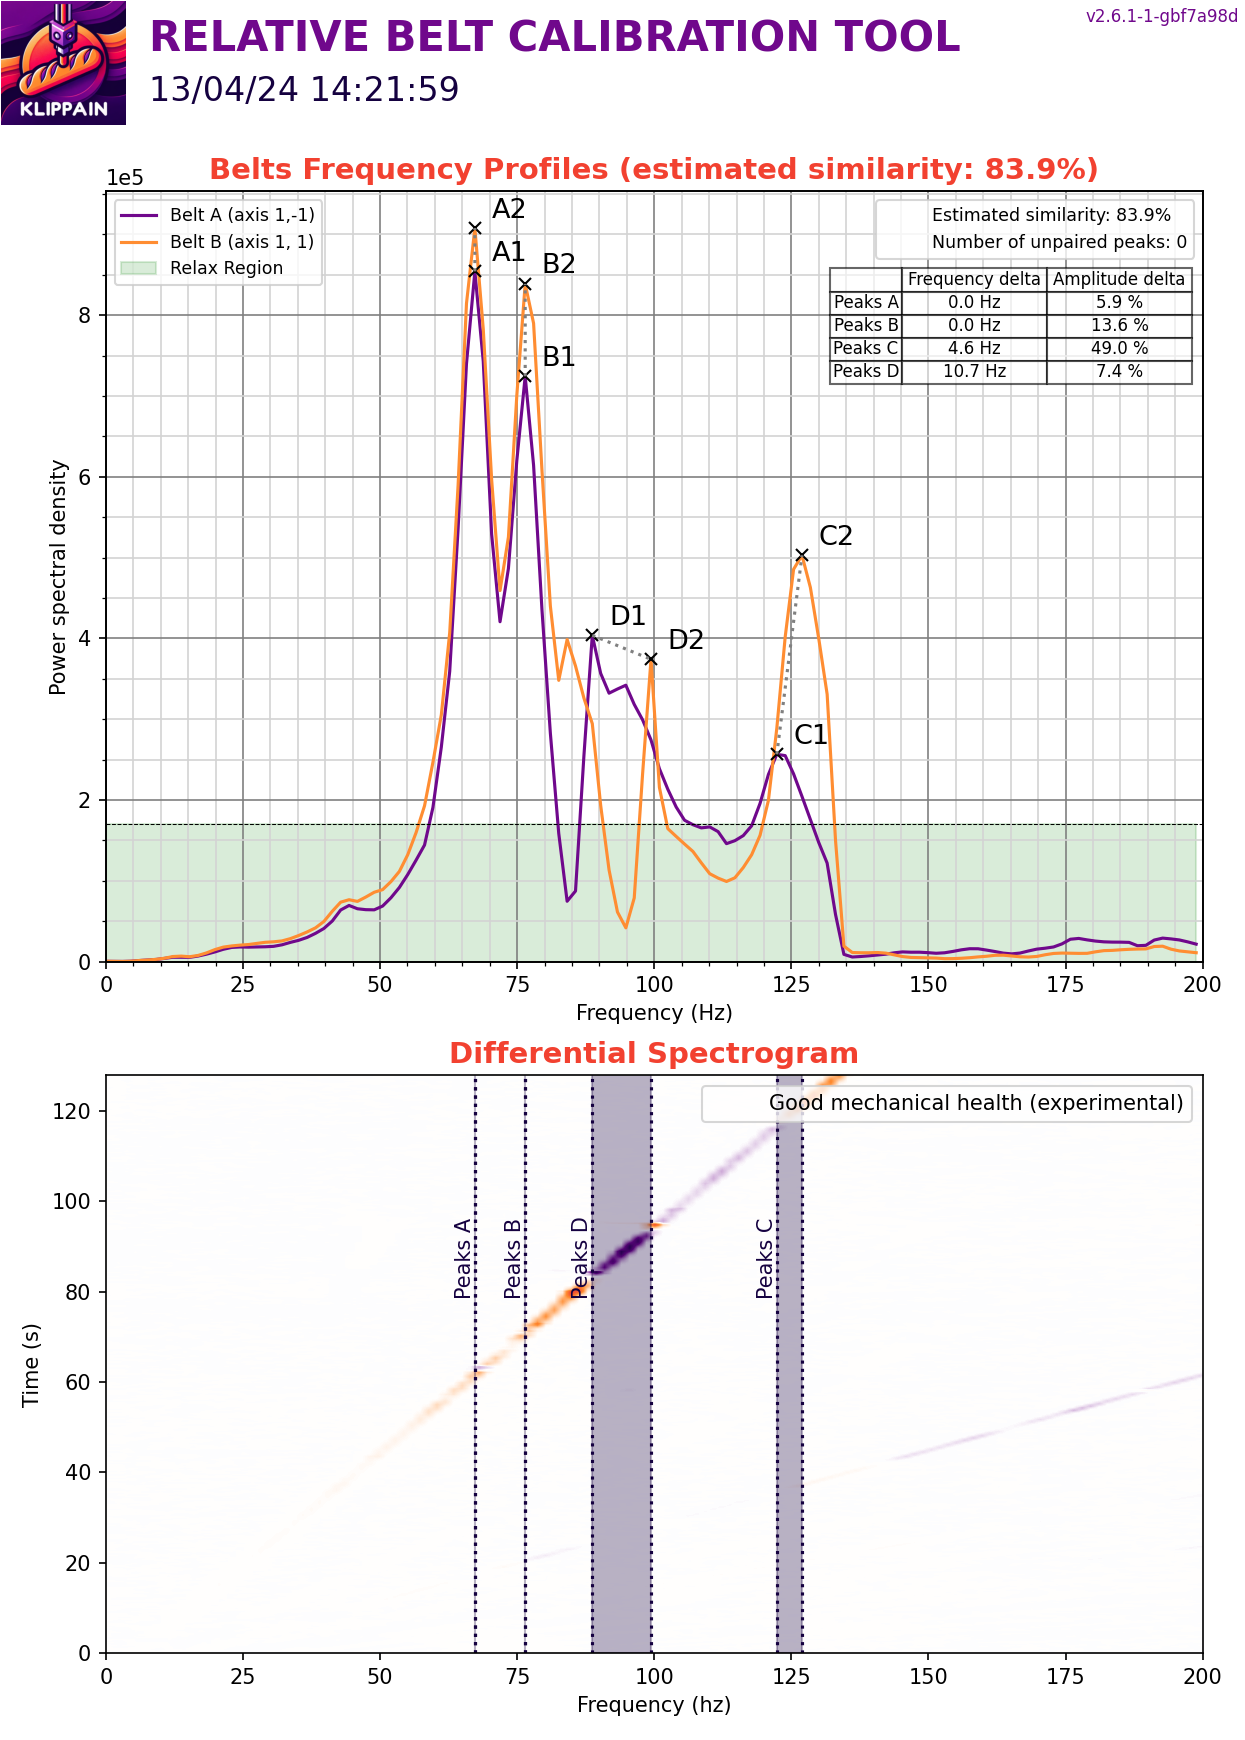 RELATIVE BELT CALIBRATION TOOL
v2.6.1-1-gbf7a98d
13/04/24 14:21:59
KLIPPAIN
Belts Frequency Profiles (estimated similarity: 83.9%)
1e5
Belt A (axis 1,-1)
Belt B (axis 1, 1)
Relax Region
Estimated similarity: 83.9%
Number of unpaired peaks: 0
Frequency delta Amplitude delta
Peaks A 0.0 Hz 5.9 %
Peaks B 0.0 Hz 13.6 %
Peaks C 4.6 Hz 49.0 %
Peaks D 10.7 Hz 7.4 %
A2
A1
B2
B1
C2
D1
D2
C1
8
6
4
2
0
Power spectral density
0 25 50 75 100 125 150 175 200
Frequency (Hz)
Differential Spectrogram
Good mechanical health (experimental)
Peaks A
Peaks B
Peaks D
Peaks C
120
100
80
60
40
20
0
Time (s)
0 25 50 75 100 125 150 175 200
Frequency (hz)